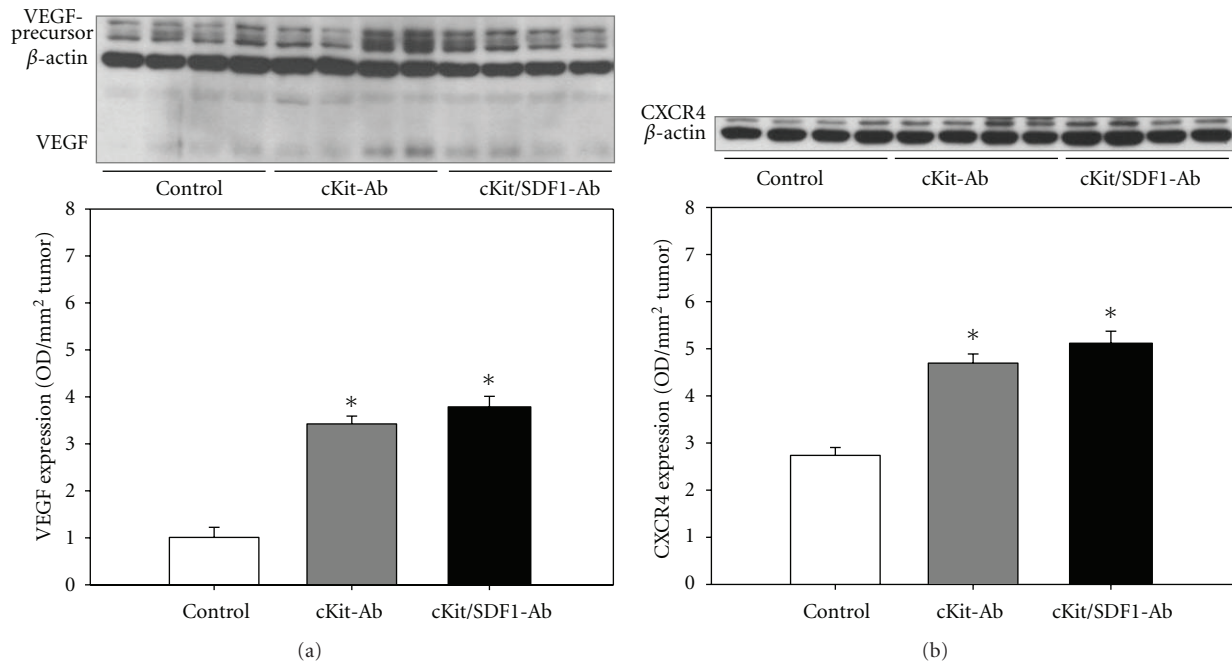 VEGF-
precursor
β-actin
VEGF
Control cKit-Ab cKit/SDF1-Ab
8
7
6
5
4
3
2
1
0
VEGF expression (OD/mm² tumor)
*
*
Control cKit-Ab cKit/SDF1-Ab
(a)
CXCR4
β-actin
Control cKit-Ab cKit/SDF1-Ab
8
7
6
5
4
3
2
1
0
CXCR4 expression (OD/mm² tumor)
*
*
Control cKit-Ab cKit/SDF1-Ab
(b)